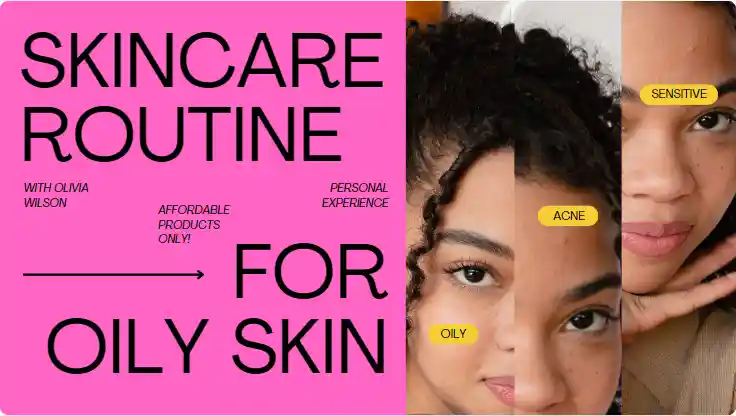 SKINCARE
ROUTINE
WITH OLIVIA
WILSON
AFFORDABLE
PRODUCTS
ONLY!
PERSONAL
EXPERIENCE
FOR
OILY SKIN
OILY
ACNE
SENSITIVE